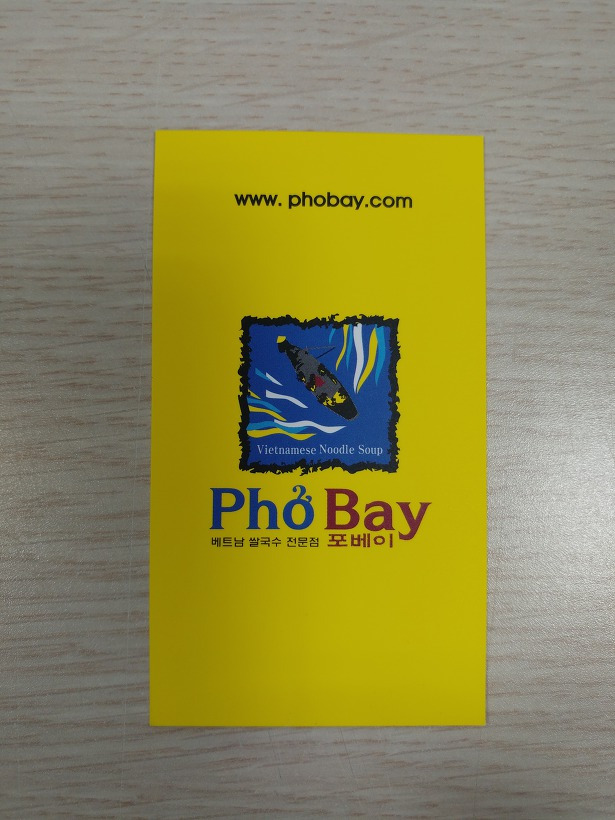 www. phobay.com
Vietnamese Noodle Soup
Phở Bay
베트남 쌀국수 전문점 포베이